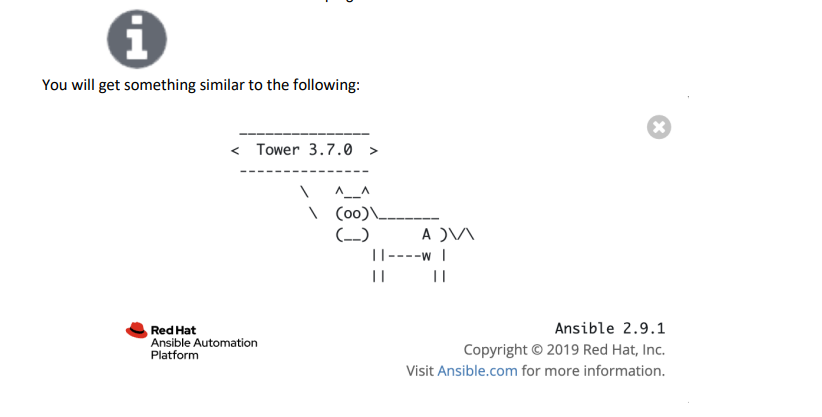 i
You will get something similar to the following:
_______________
< Tower 3.7.0 >
---------------
\ ^__^
\ (oo)\_______
(__) A )\/\
||----w |
|| ||
Red Hat
Ansible Automation
Platform
Ansible 2.9.1
Copyright © 2019 Red Hat, Inc.
Visit Ansible.com for more information.